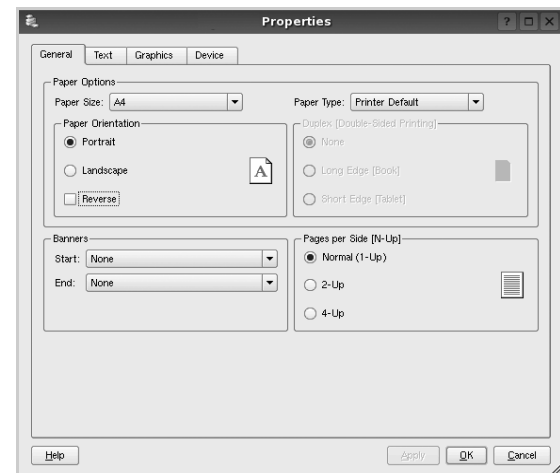 Properties
General Text Graphics Device
Paper Options
Paper Size: A4
Paper Type: Printer Default
Paper Orientation
Portrait
Landscape
Reverse
A
Duplex [Double-Sided Printing]
None
Long Edge [Book]
Short Edge [Tablet]
Banners
Start: None
End: None
Pages per Side [N-Up]
Normal (1-Up)
2-Up
4-Up
Help Apply OK Cancel